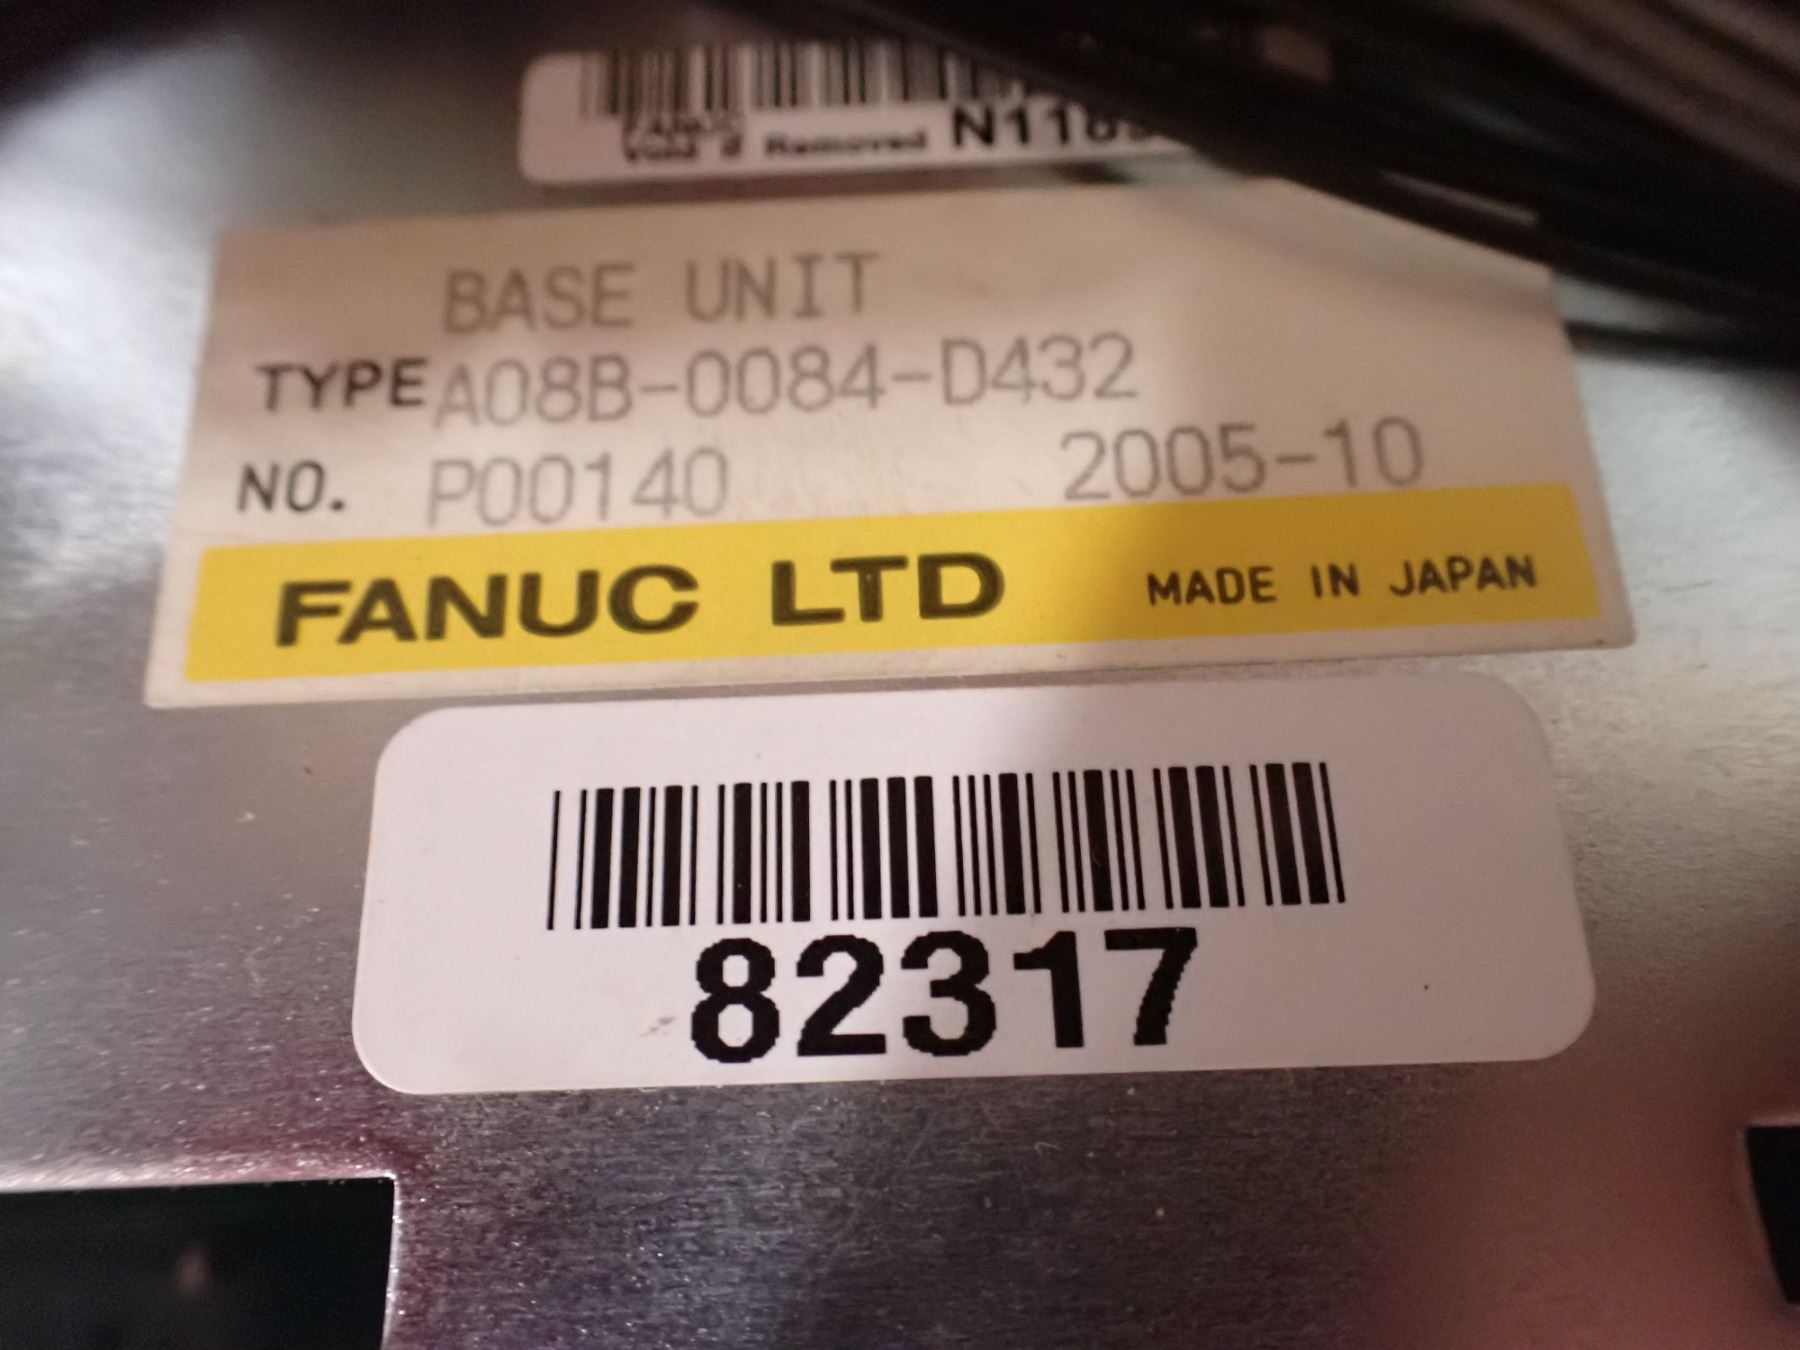 FANUC
Void if Removed
BASE UNIT
TYPE A08B-0084-D432
NO. P00140 2005-10
FANUC LTD MADE IN JAPAN
82317